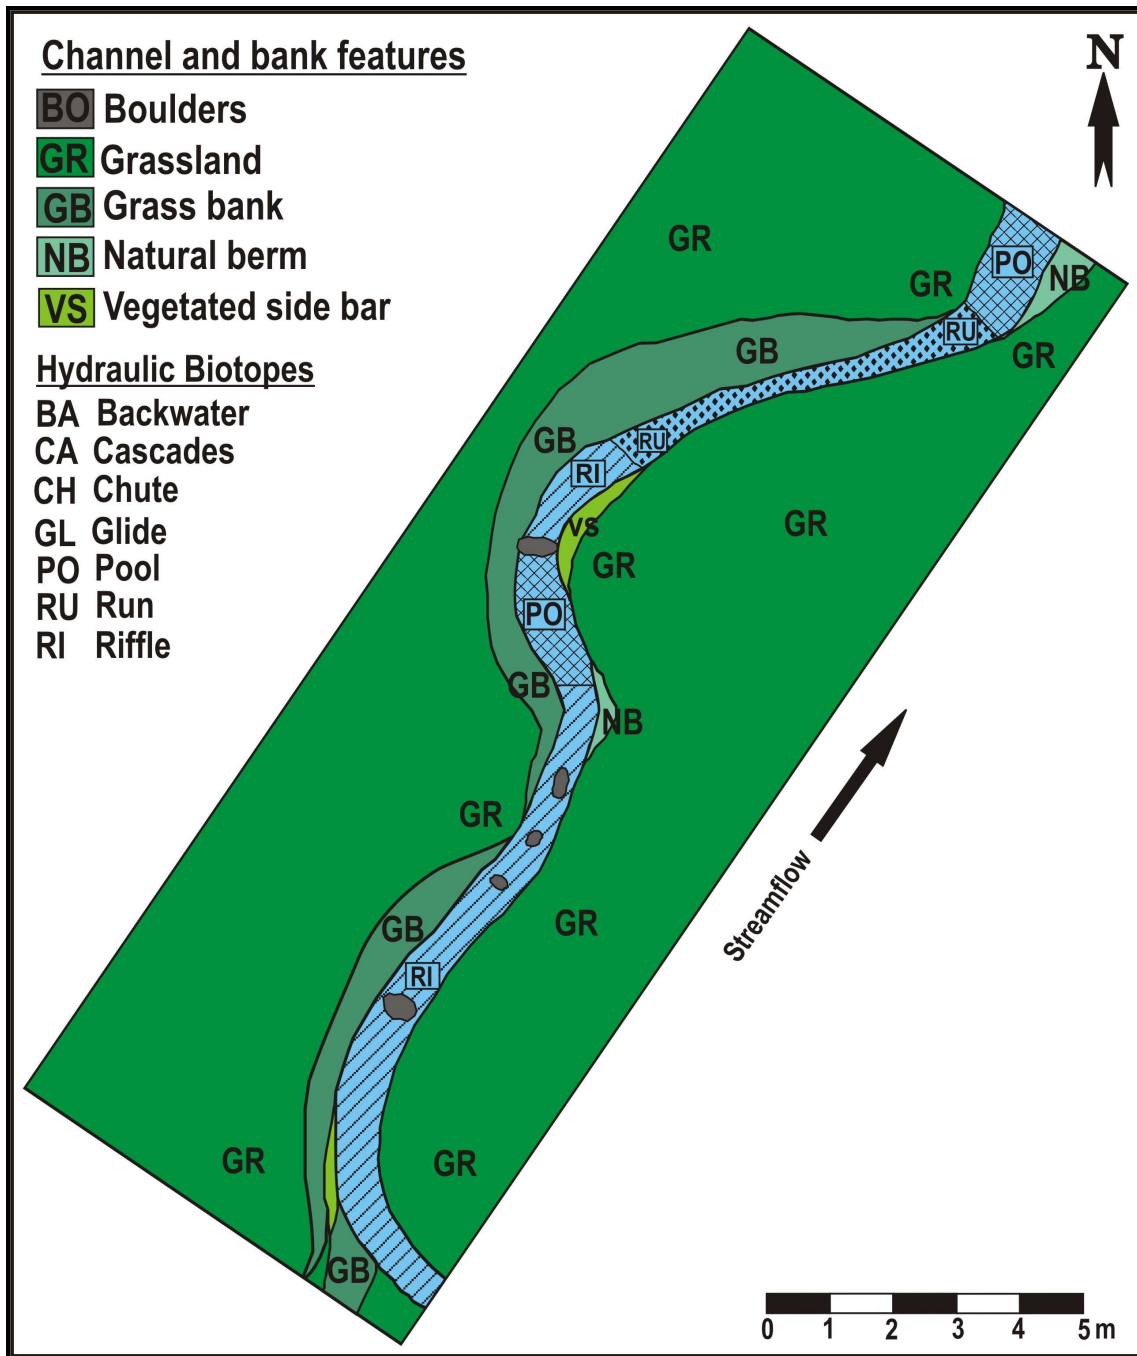 Channel and bank features
BO Boulders
GR Grassland
GB Grass bank
NB Natural berm
VS Vegetated side bar
Hydraulic Biotopes
BA Backwater
CA Cascades
CH Chute
GL Glide
PO Pool
RU Run
RI Riffle
N
GR
PO
GR
NB
RU
GB
GR
GB
RU
RI
VS
GR
GR
PO
GB
NB
GR
GB
GR
RI
Streamflow
GR
GR
GB
0 1 2 3 4 5 m